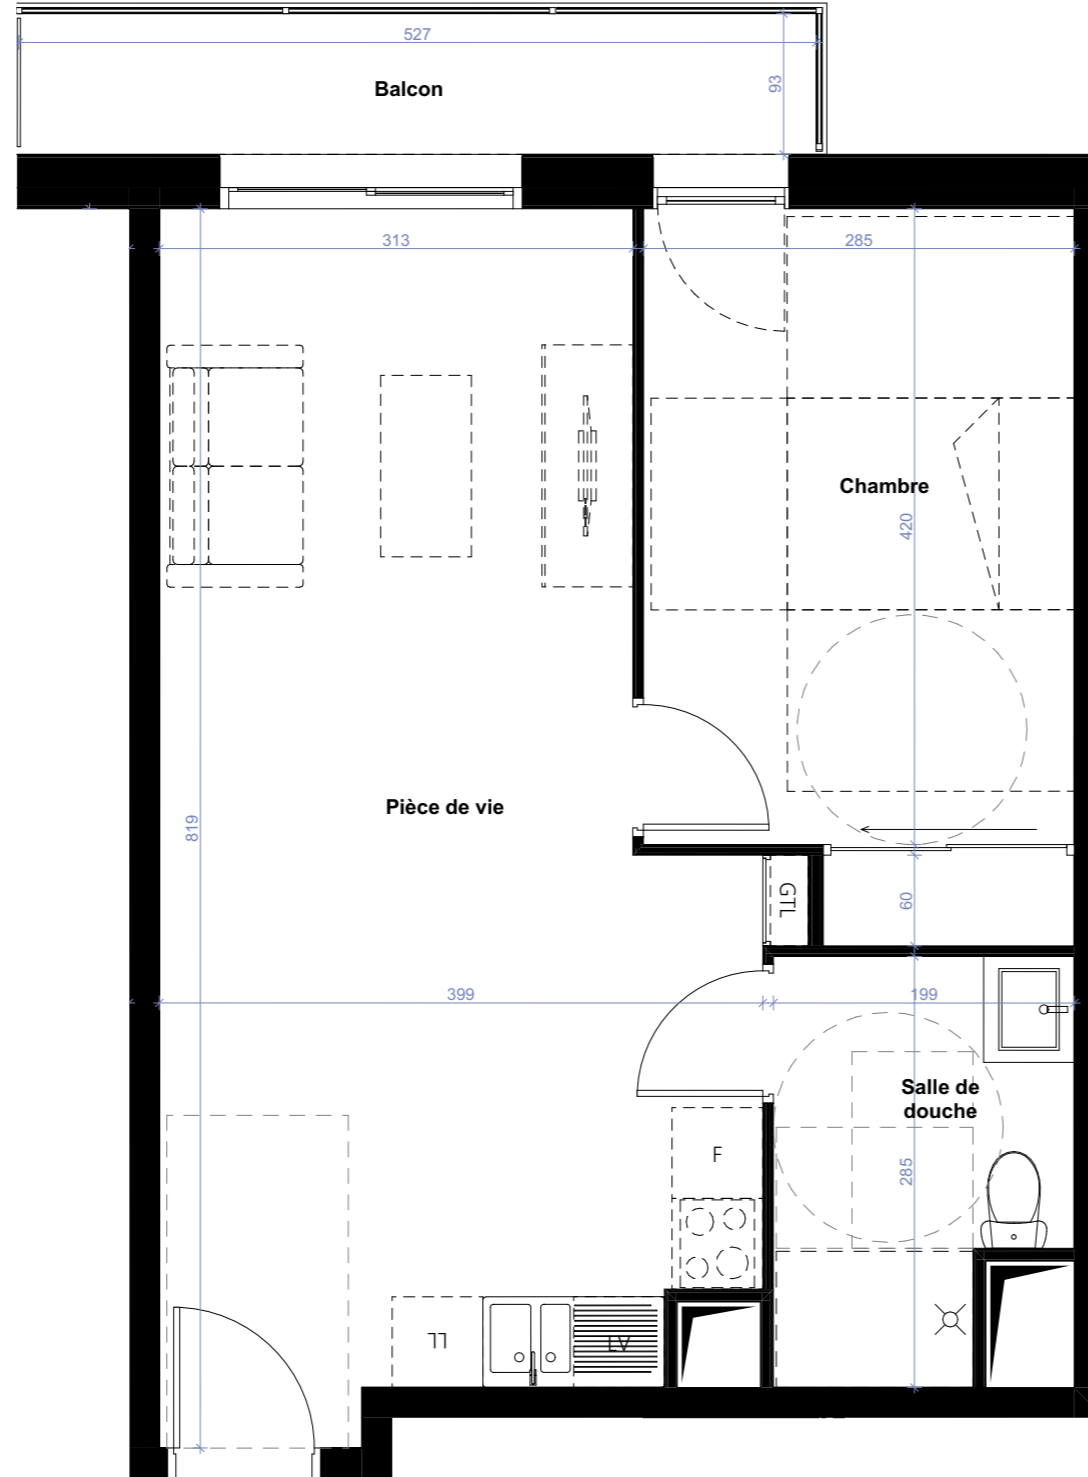 527
Balcon
93
313
285
Chambre
420
Pièce de vie
819
GTL
60
399
199
Salle de
douche
F
285
LL
LV